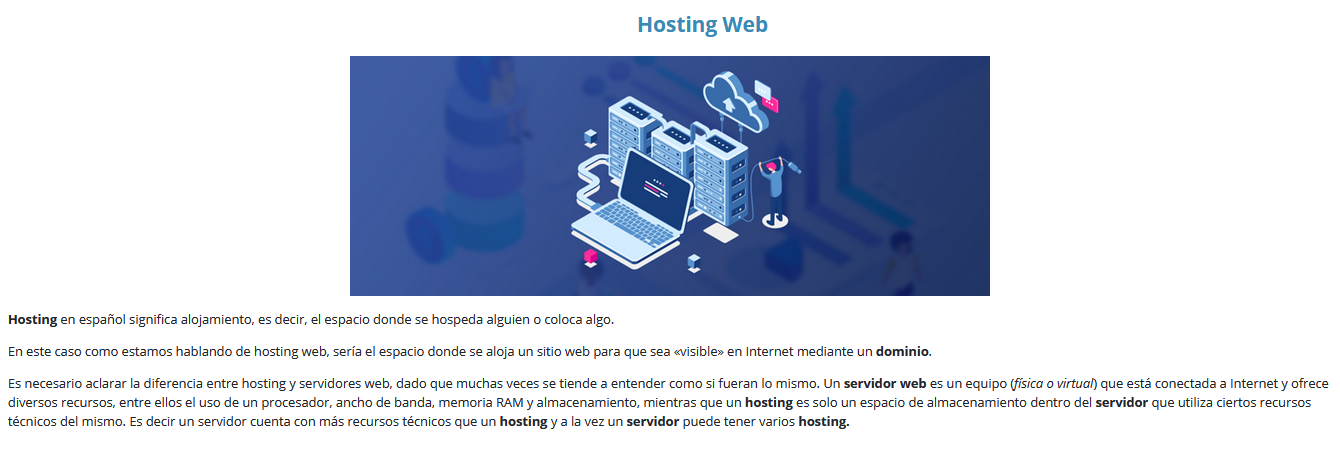 Hosting Web
Hosting en español significa alojamiento, es decir, el espacio donde se hospeda alguien o coloca algo.
En este caso como estamos hablando de hosting web, sería el espacio donde se aloja un sitio web para que sea «visible» en Internet mediante un dominio.
Es necesario aclarar la diferencia entre hosting y servidores web, dado que muchas veces se tiende a entender como si fueran lo mismo. Un servidor web es un equipo (física o virtual) que está conectada a Internet y ofrece
diversos recursos, entre ellos el uso de un procesador, ancho de banda, memoria RAM y almacenamiento, mientras que un hosting es solo un espacio de almacenamiento dentro del servidor que utiliza ciertos recursos
técnicos del mismo. Es decir un servidor cuenta con más recursos técnicos que un hosting y a la vez un servidor puede tener varios hosting.